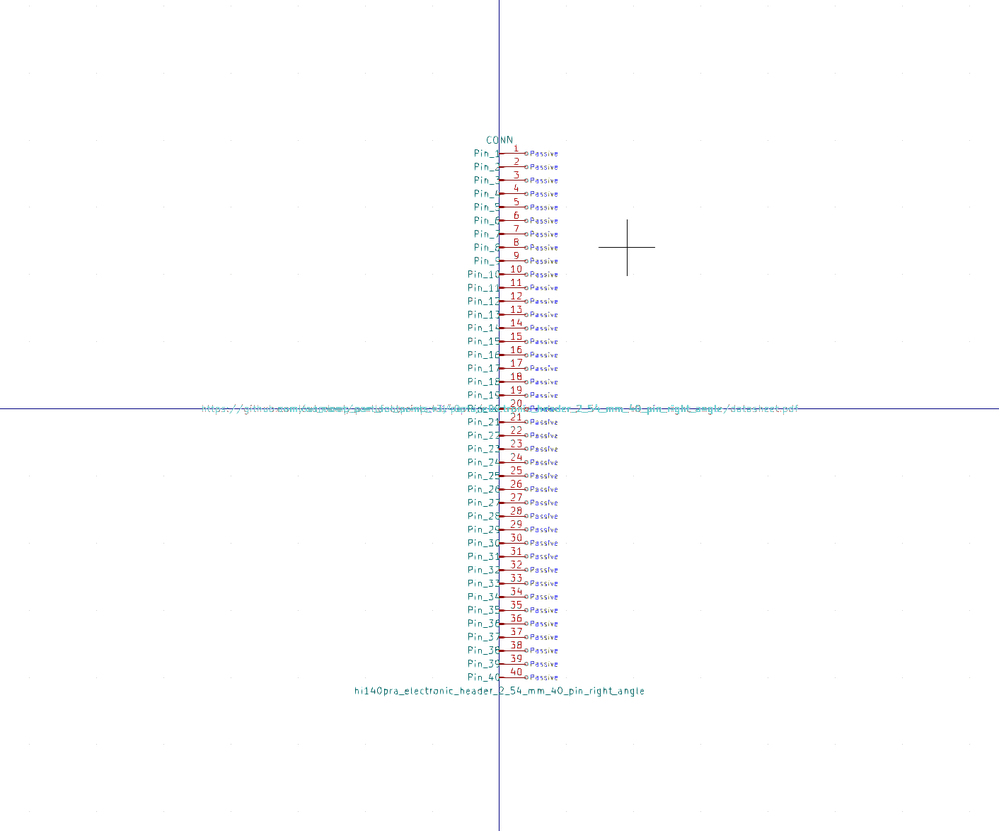 CONN
Pin_1 1 Passive
Pin_2 2 Passive
Pin_3 3 Passive
Pin_4 4 Passive
Pin_5 5 Passive
Pin_6 6 Passive
Pin_7 7 Passive
Pin_8 8 Passive
Pin_9 9 Passive
Pin_10 10 Passive
Pin_11 11 Passive
Pin_12 12 Passive
Pin_13 13 Passive
Pin_14 14 Passive
Pin_15 15 Passive
Pin_16 16 Passive
Pin_17 17 Passive
Pin_18 18 Passive
Pin_19 19 Passive
20
Pin_21 21 Passive
Pin_22 22 Passive
Pin_23 23 Passive
Pin_24 24 Passive
Pin_25 25 Passive
Pin_26 26 Passive
Pin_27 27 Passive
Pin_28 28 Passive
Pin_29 29 Passive
Pin_30 30 Passive
Pin_31 31 Passive
Pin_32 32 Passive
Pin_33 33 Passive
Pin_34 34 Passive
Pin_35 35 Passive
Pin_36 36 Passive
Pin_37 37 Passive
Pin_38 38 Passive
Pin_39 39 Passive
Pin_40 40 Passive
hi140pra_electronic_header_2_54_mm_40_pin_right_angle